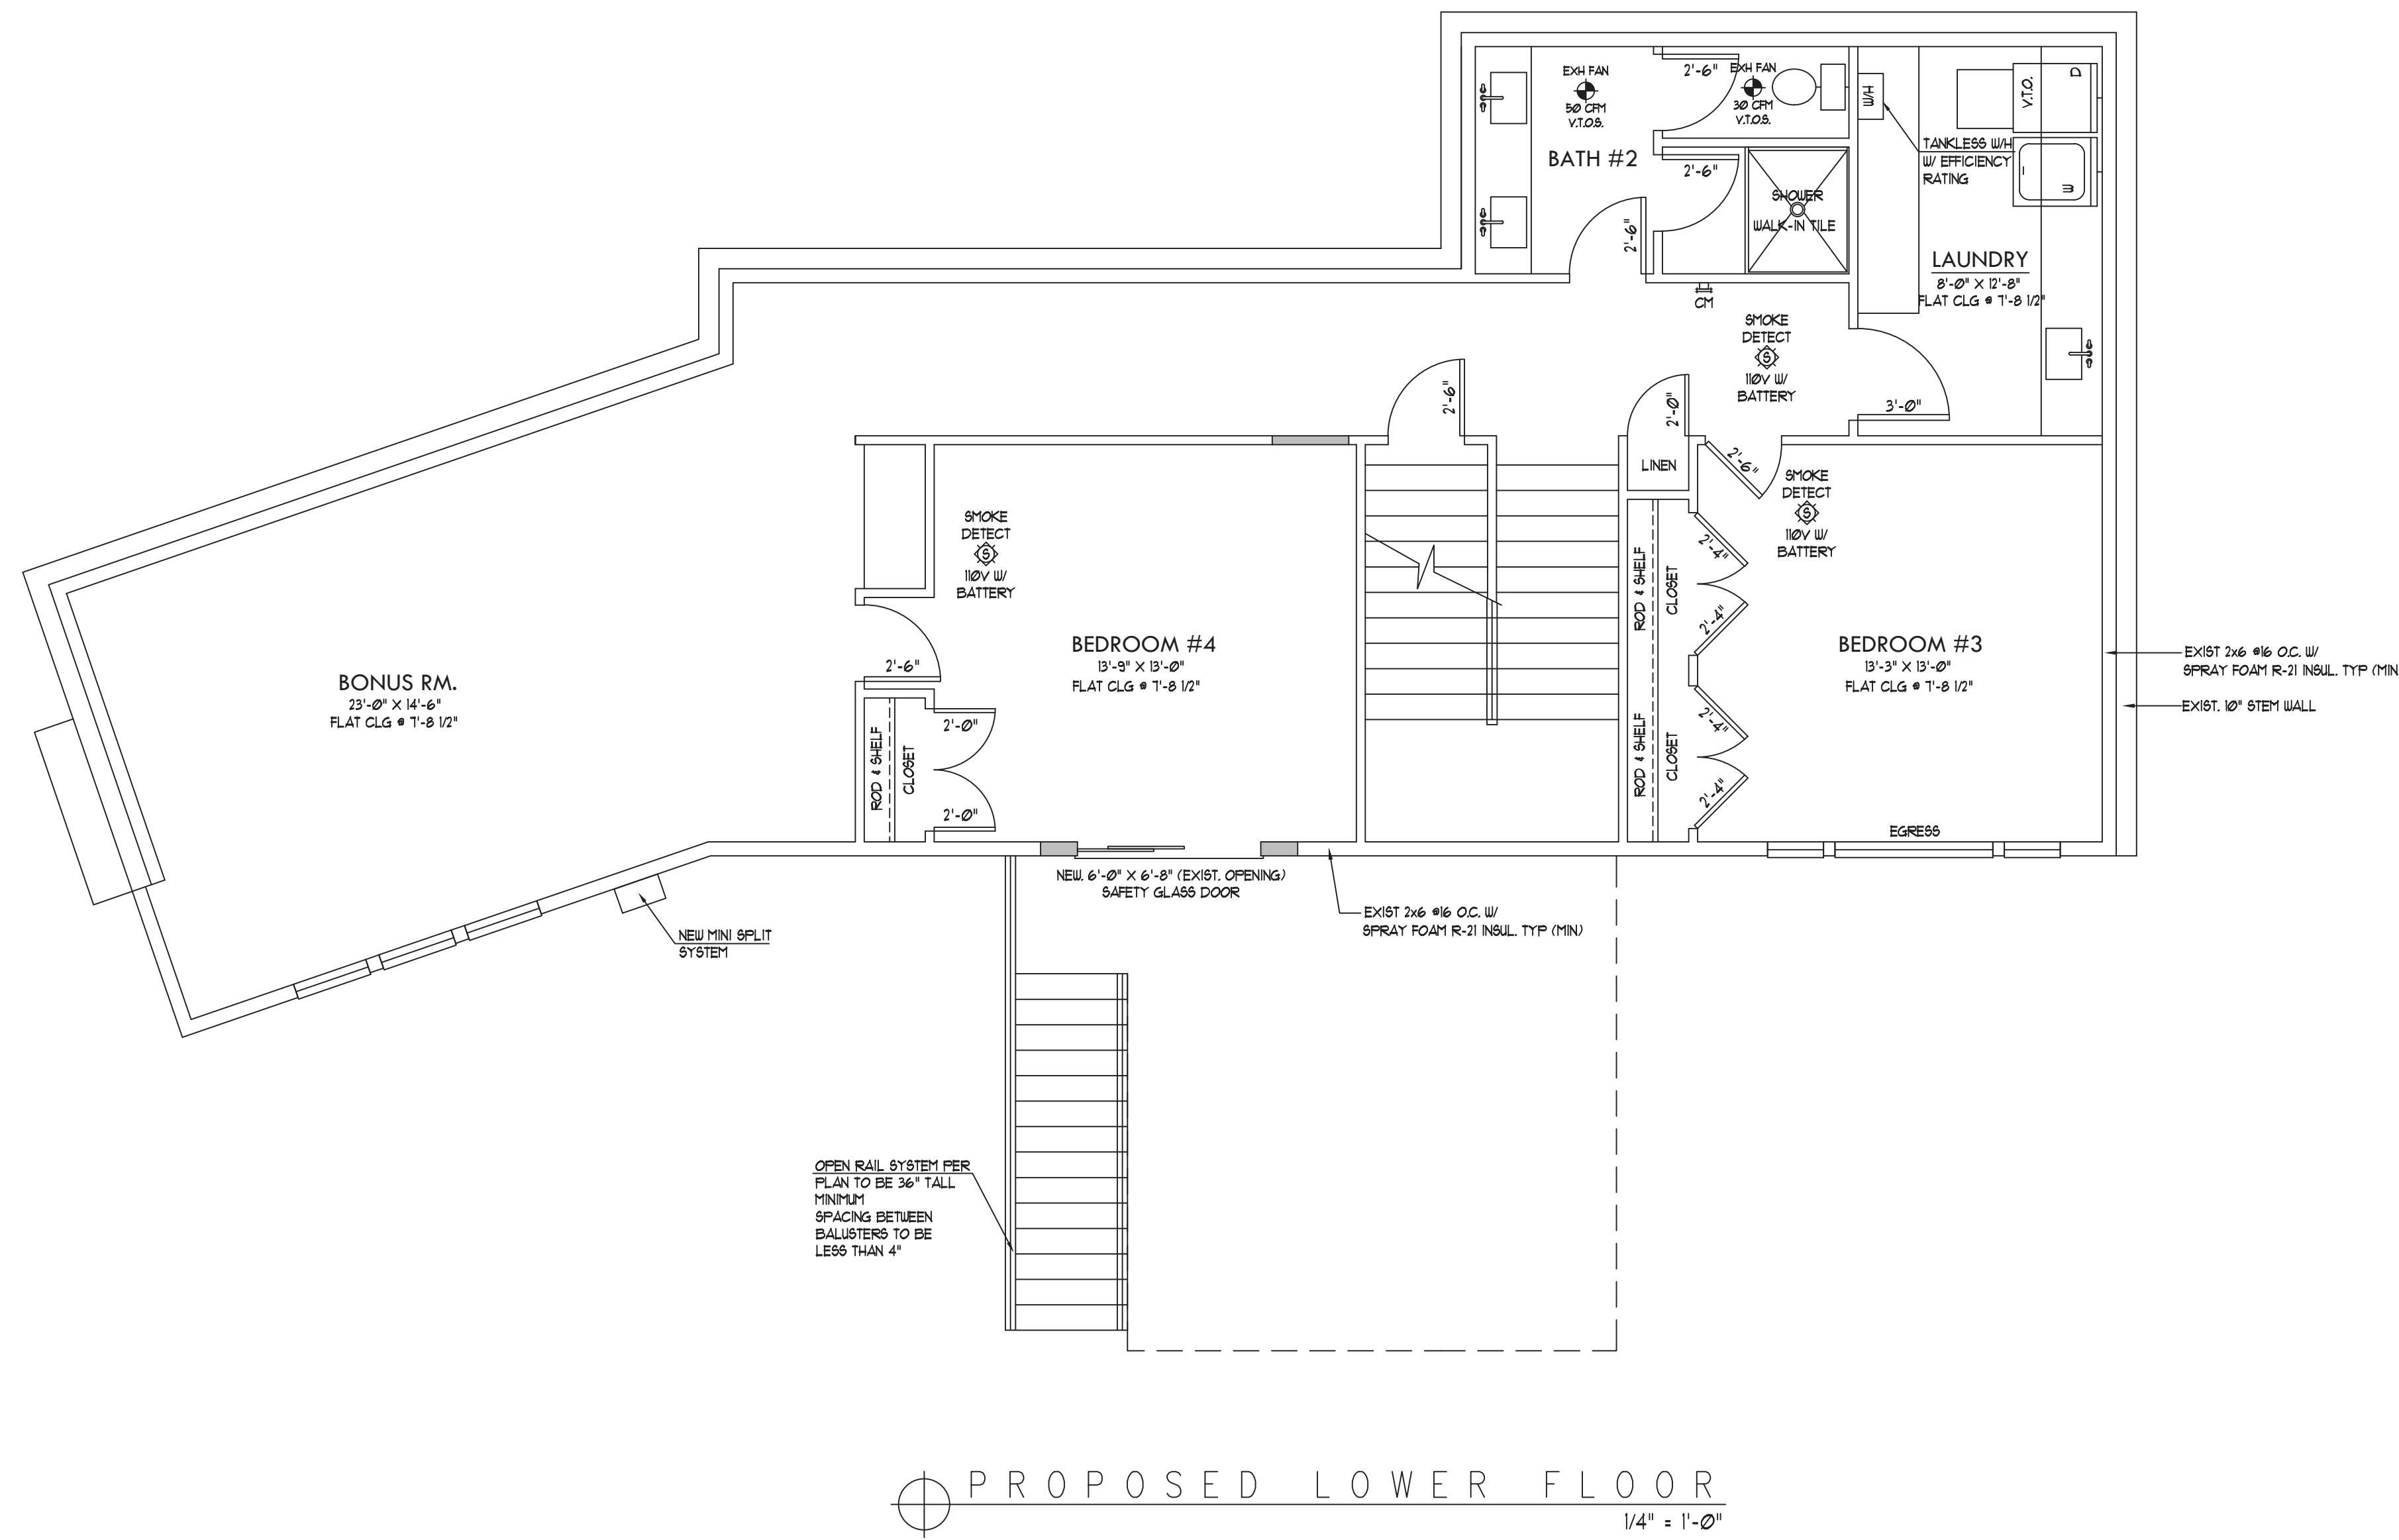 EXH FAN
50 CFM
V.T.O.S.
2'-6"
EXH FAN
30 CFM
V.T.O.S.
W/H
V.T.O.
D
BATH #2
2'-6"
TANKLESS W/H
W/ EFFICIENCY
RATING
W
SHOWER
WALK-IN TILE
2'-6"
LAUNDRY
8'-0" X 12'-8"
FLAT CLG @ 7'-8 1/2"
CM
SMOKE
DETECT
S
110V W/
BATTERY
2'-6"
2'-0"
3'-0"
LINEN
2'-6"
SMOKE
DETECT
S
110V W/
BATTERY
SMOKE
DETECT
S
110V W/
BATTERY
ROD & SHELF
CLOSET
2'-4"
2'-4"
BONUS RM.
23'-0" X 14'-6"
FLAT CLG @ 7'-8 1/2"
2'-6"
BEDROOM #4
13'-9" X 13'-0"
FLAT CLG @ 7'-8 1/2"
BEDROOM #3
13'-3" X 13'-0"
FLAT CLG @ 7'-8 1/2"
EXIST 2x6 @16 O.C. W/
SPRAY FOAM R-21 INSUL. TYP (MIN
EXIST. 10" STEM WALL
ROD & SHELF
CLOSET
2'-0"
2'-0"
ROD & SHELF
CLOSET
2'-4"
2'-4"
EGRESS
NEW. 6'-0" X 6'-8" (EXIST. OPENING)
SAFETY GLASS DOOR
EXIST 2x6 @16 O.C. W/
SPRAY FOAM R-21 INSUL. TYP (MIN)
NEW MINI SPLIT
SYSTEM
OPEN RAIL SYSTEM PER
PLAN TO BE 36" TALL
MINIMUM
SPACING BETWEEN
BALUSTERS TO BE
LESS THAN 4"
PROPOSED LOWER FLOOR
1/4" = 1'-0"